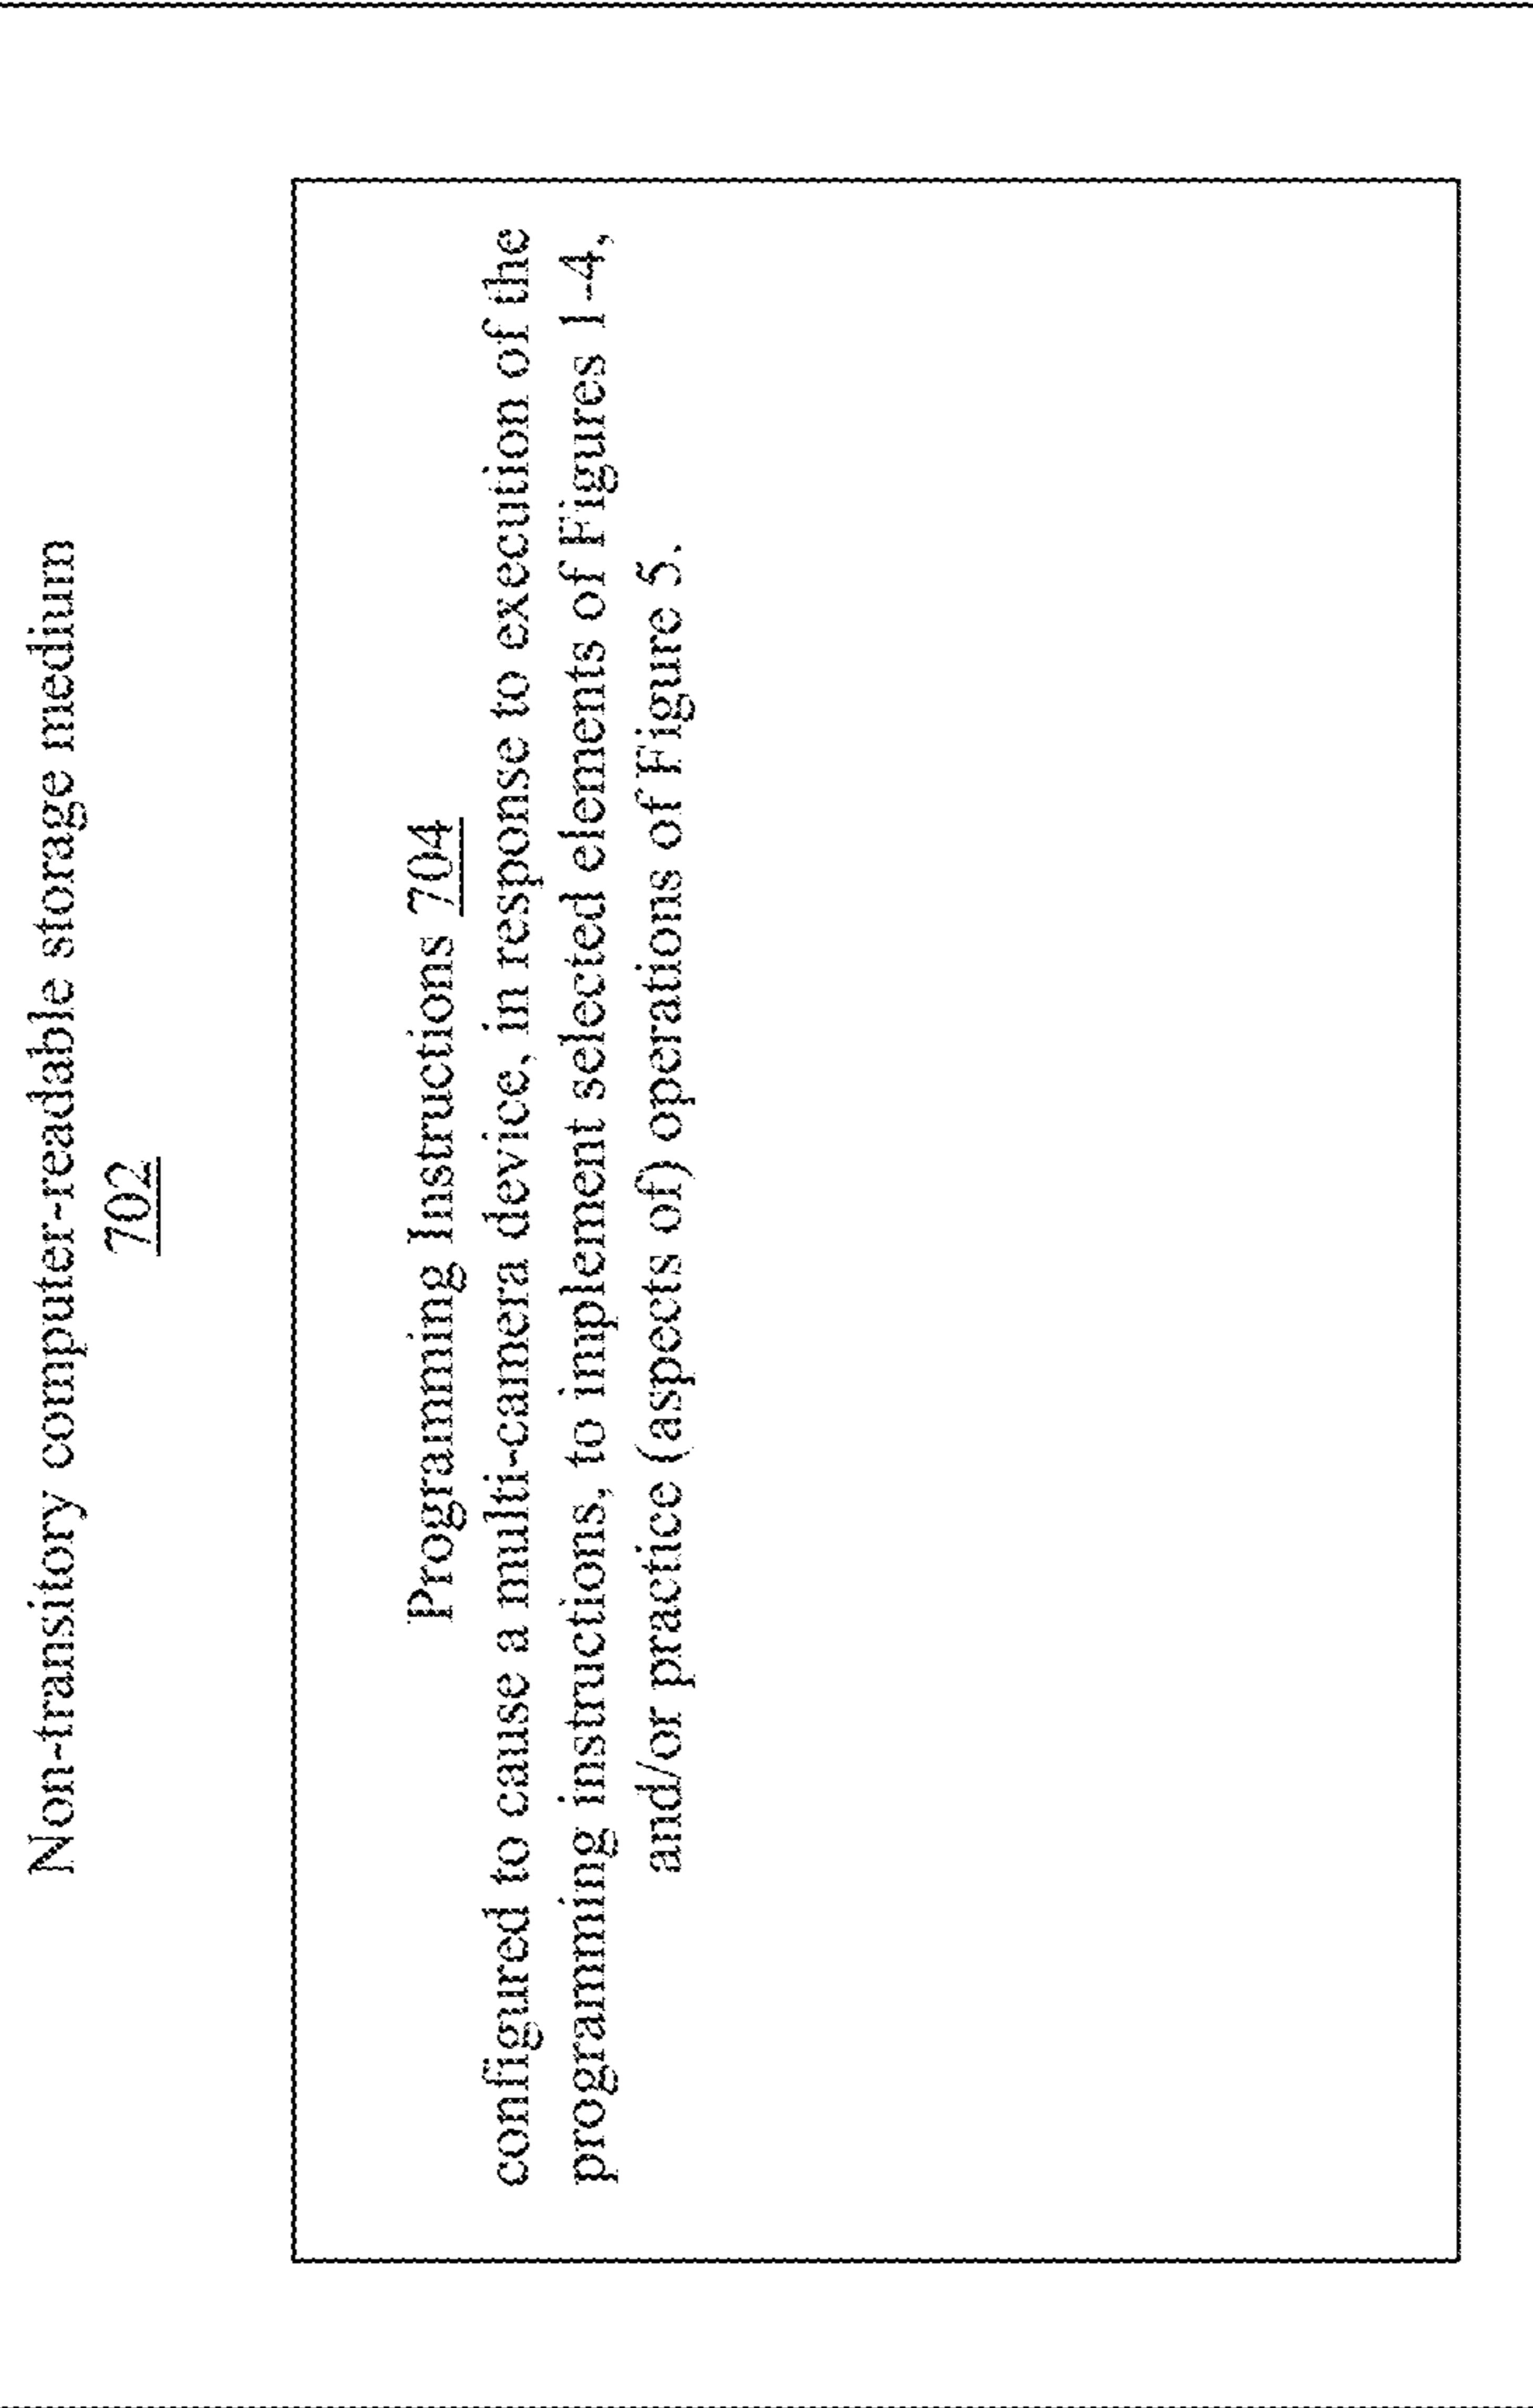 Non-transitory computer-readable storage medium
702
Programming Instructions 704
configured to cause a multi-camera device, in response to execution of the
programming instructions, to implement selected elements of Figures 1-4,
and/or practice (aspects of) operations of Figure 5.